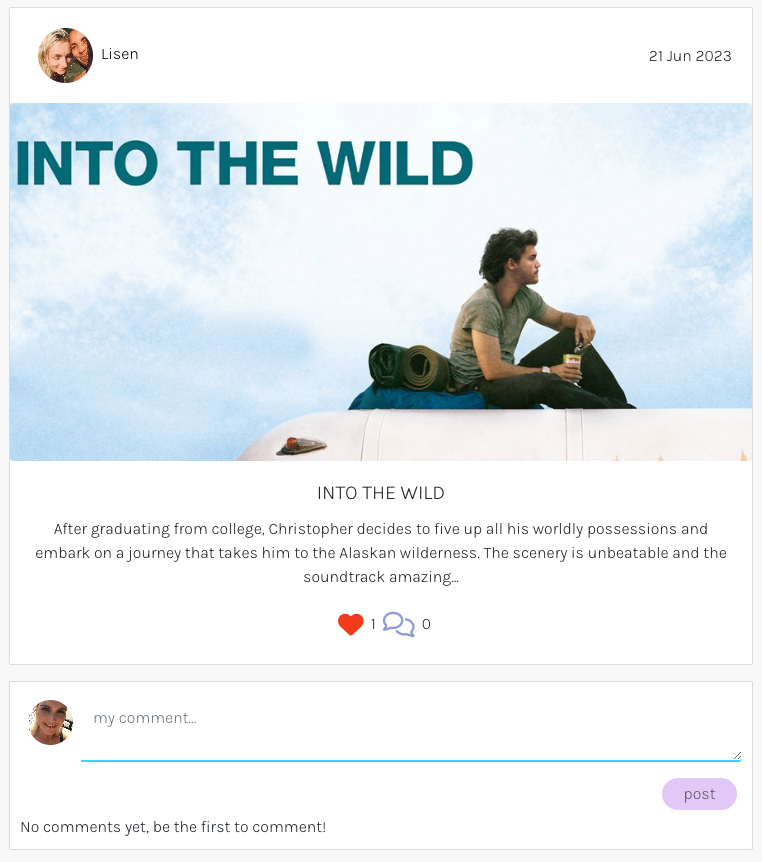 Lisen
21 Jun 2023
INTO THE WILD
INTO THE WILD
After graduating from college, Christopher decides to five up all his worldly possessions and
embark on a journey that takes him to the Alaskan wilderness. The scenery is unbeatable and the
soundtrack amazing...
1 0
my comment...
post
No comments yet, be the first to comment!